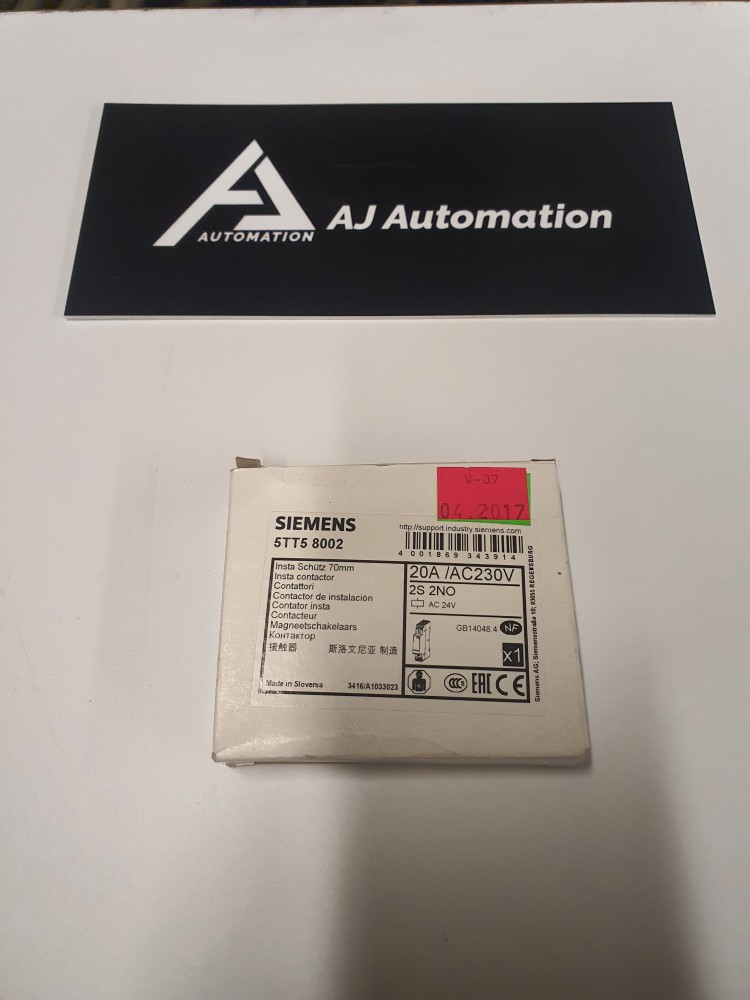 AUTOMATION
AJ Automation
V-07
04.2017
SIEMENS
5TT5 8002
http://support.industry.siemens.com
4 001869 343914
Insta Schütz 70mm
Insta contactor
Contattori
Contactor de instalación
Contator insta
Contacteur
Magneetschakelaars
Контактор
接触器 斯洛文尼亚 制造
Made in Slovenia 3416/A1033023
20A /AC230V
2S 2NO
AC 24V
GB14048.4 NF
x1
CCC EAC CE
Siemens AG; Siemensstraße 10; 93055 REGENSBURG